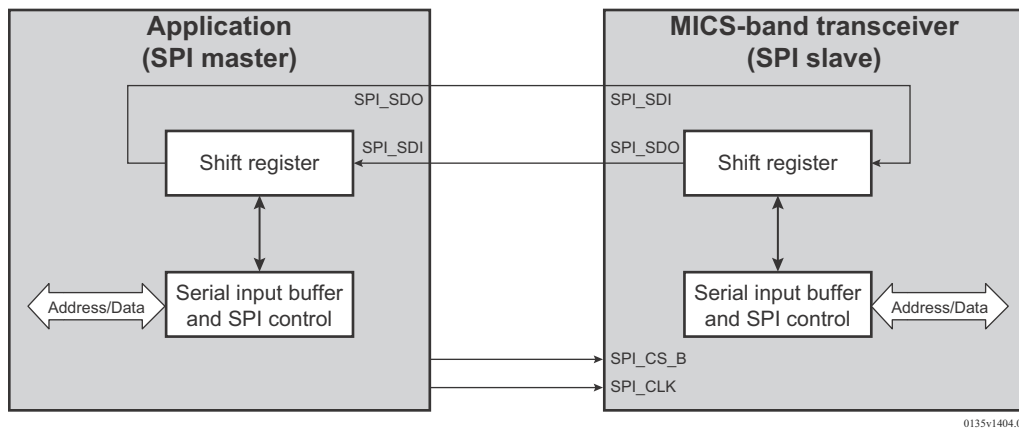 Application
(SPI master)
MICS-band transceiver
(SPI slave)
SPI_SDO
SPI_SDI
SPI_SDI
SPI_SDO
Shift register
Shift register
Address/Data
Serial input buffer
and SPI control
Serial input buffer
and SPI control
Address/Data
SPI_CS_B
SPI_CLK
0135v1404.0